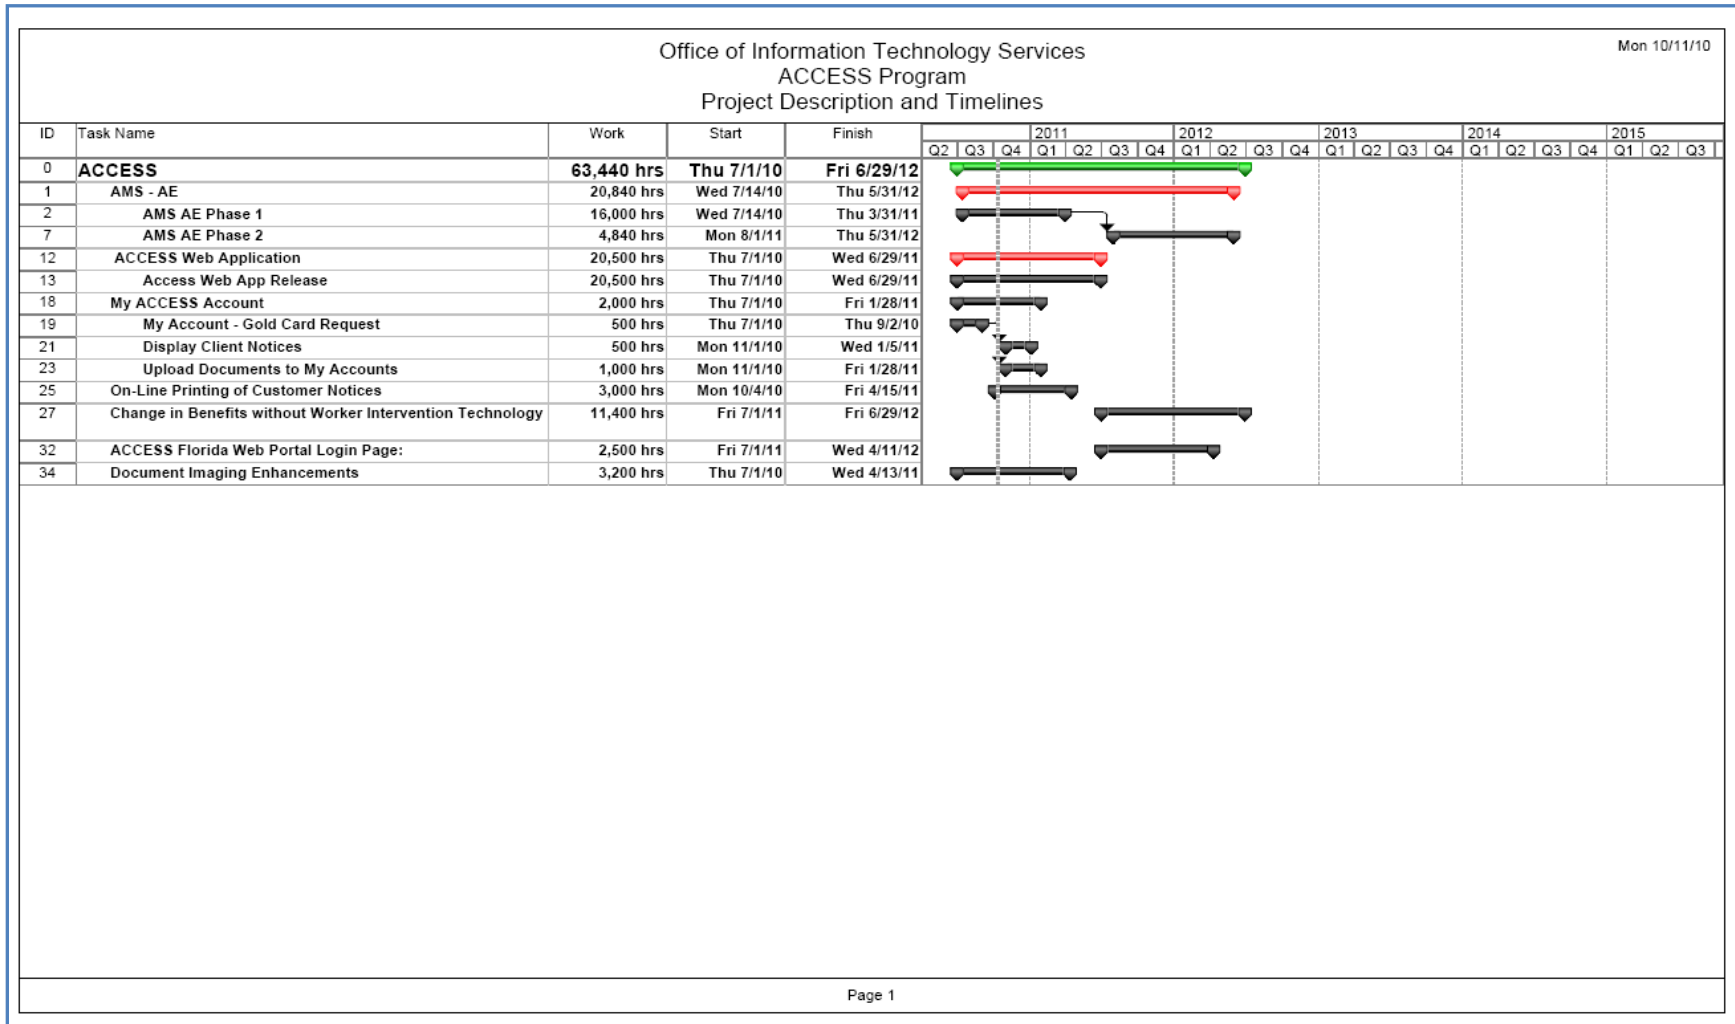 Office of Information Technology Services
ACCESS Program
Project Description and Timelines
Mon 10/11/10
ID Task Name Work Start Finish 2011 2012 2013 2014 2015
Q2 Q3 Q4 Q1 Q2 Q3 Q4 Q1 Q2 Q3 Q4 Q1 Q2 Q3 Q4 Q1 Q2 Q3 Q4 Q1 Q2 Q3
0 ACCESS 63,440 hrs Thu 7/1/10 Fri 6/29/12
1 AMS - AE 20,840 hrs Wed 7/14/10 Thu 5/31/12
2 AMS AE Phase 1 16,000 hrs Wed 7/14/10 Thu 3/31/11
7 AMS AE Phase 2 4,840 hrs Mon 8/1/11 Thu 5/31/12
12 ACCESS Web Application 20,500 hrs Thu 7/1/10 Wed 6/29/11
13 Access Web App Release 20,500 hrs Thu 7/1/10 Wed 6/29/11
18 My ACCESS Account 2,000 hrs Thu 7/1/10 Fri 1/28/11
19 My Account - Gold Card Request 500 hrs Thu 7/1/10 Thu 9/2/10
21 Display Client Notices 500 hrs Mon 11/1/10 Wed 1/5/11
23 Upload Documents to My Accounts 1,000 hrs Mon 11/1/10 Fri 1/28/11
25 On-Line Printing of Customer Notices 3,000 hrs Mon 10/4/10 Fri 4/15/11
27 Change in Benefits without Worker Intervention Technology 11,400 hrs Fri 7/1/11 Fri 6/29/12
32 ACCESS Florida Web Portal Login Page: 2,500 hrs Fri 7/1/11 Wed 4/11/12
34 Document Imaging Enhancements 3,200 hrs Thu 7/1/10 Wed 4/13/11
Page 1